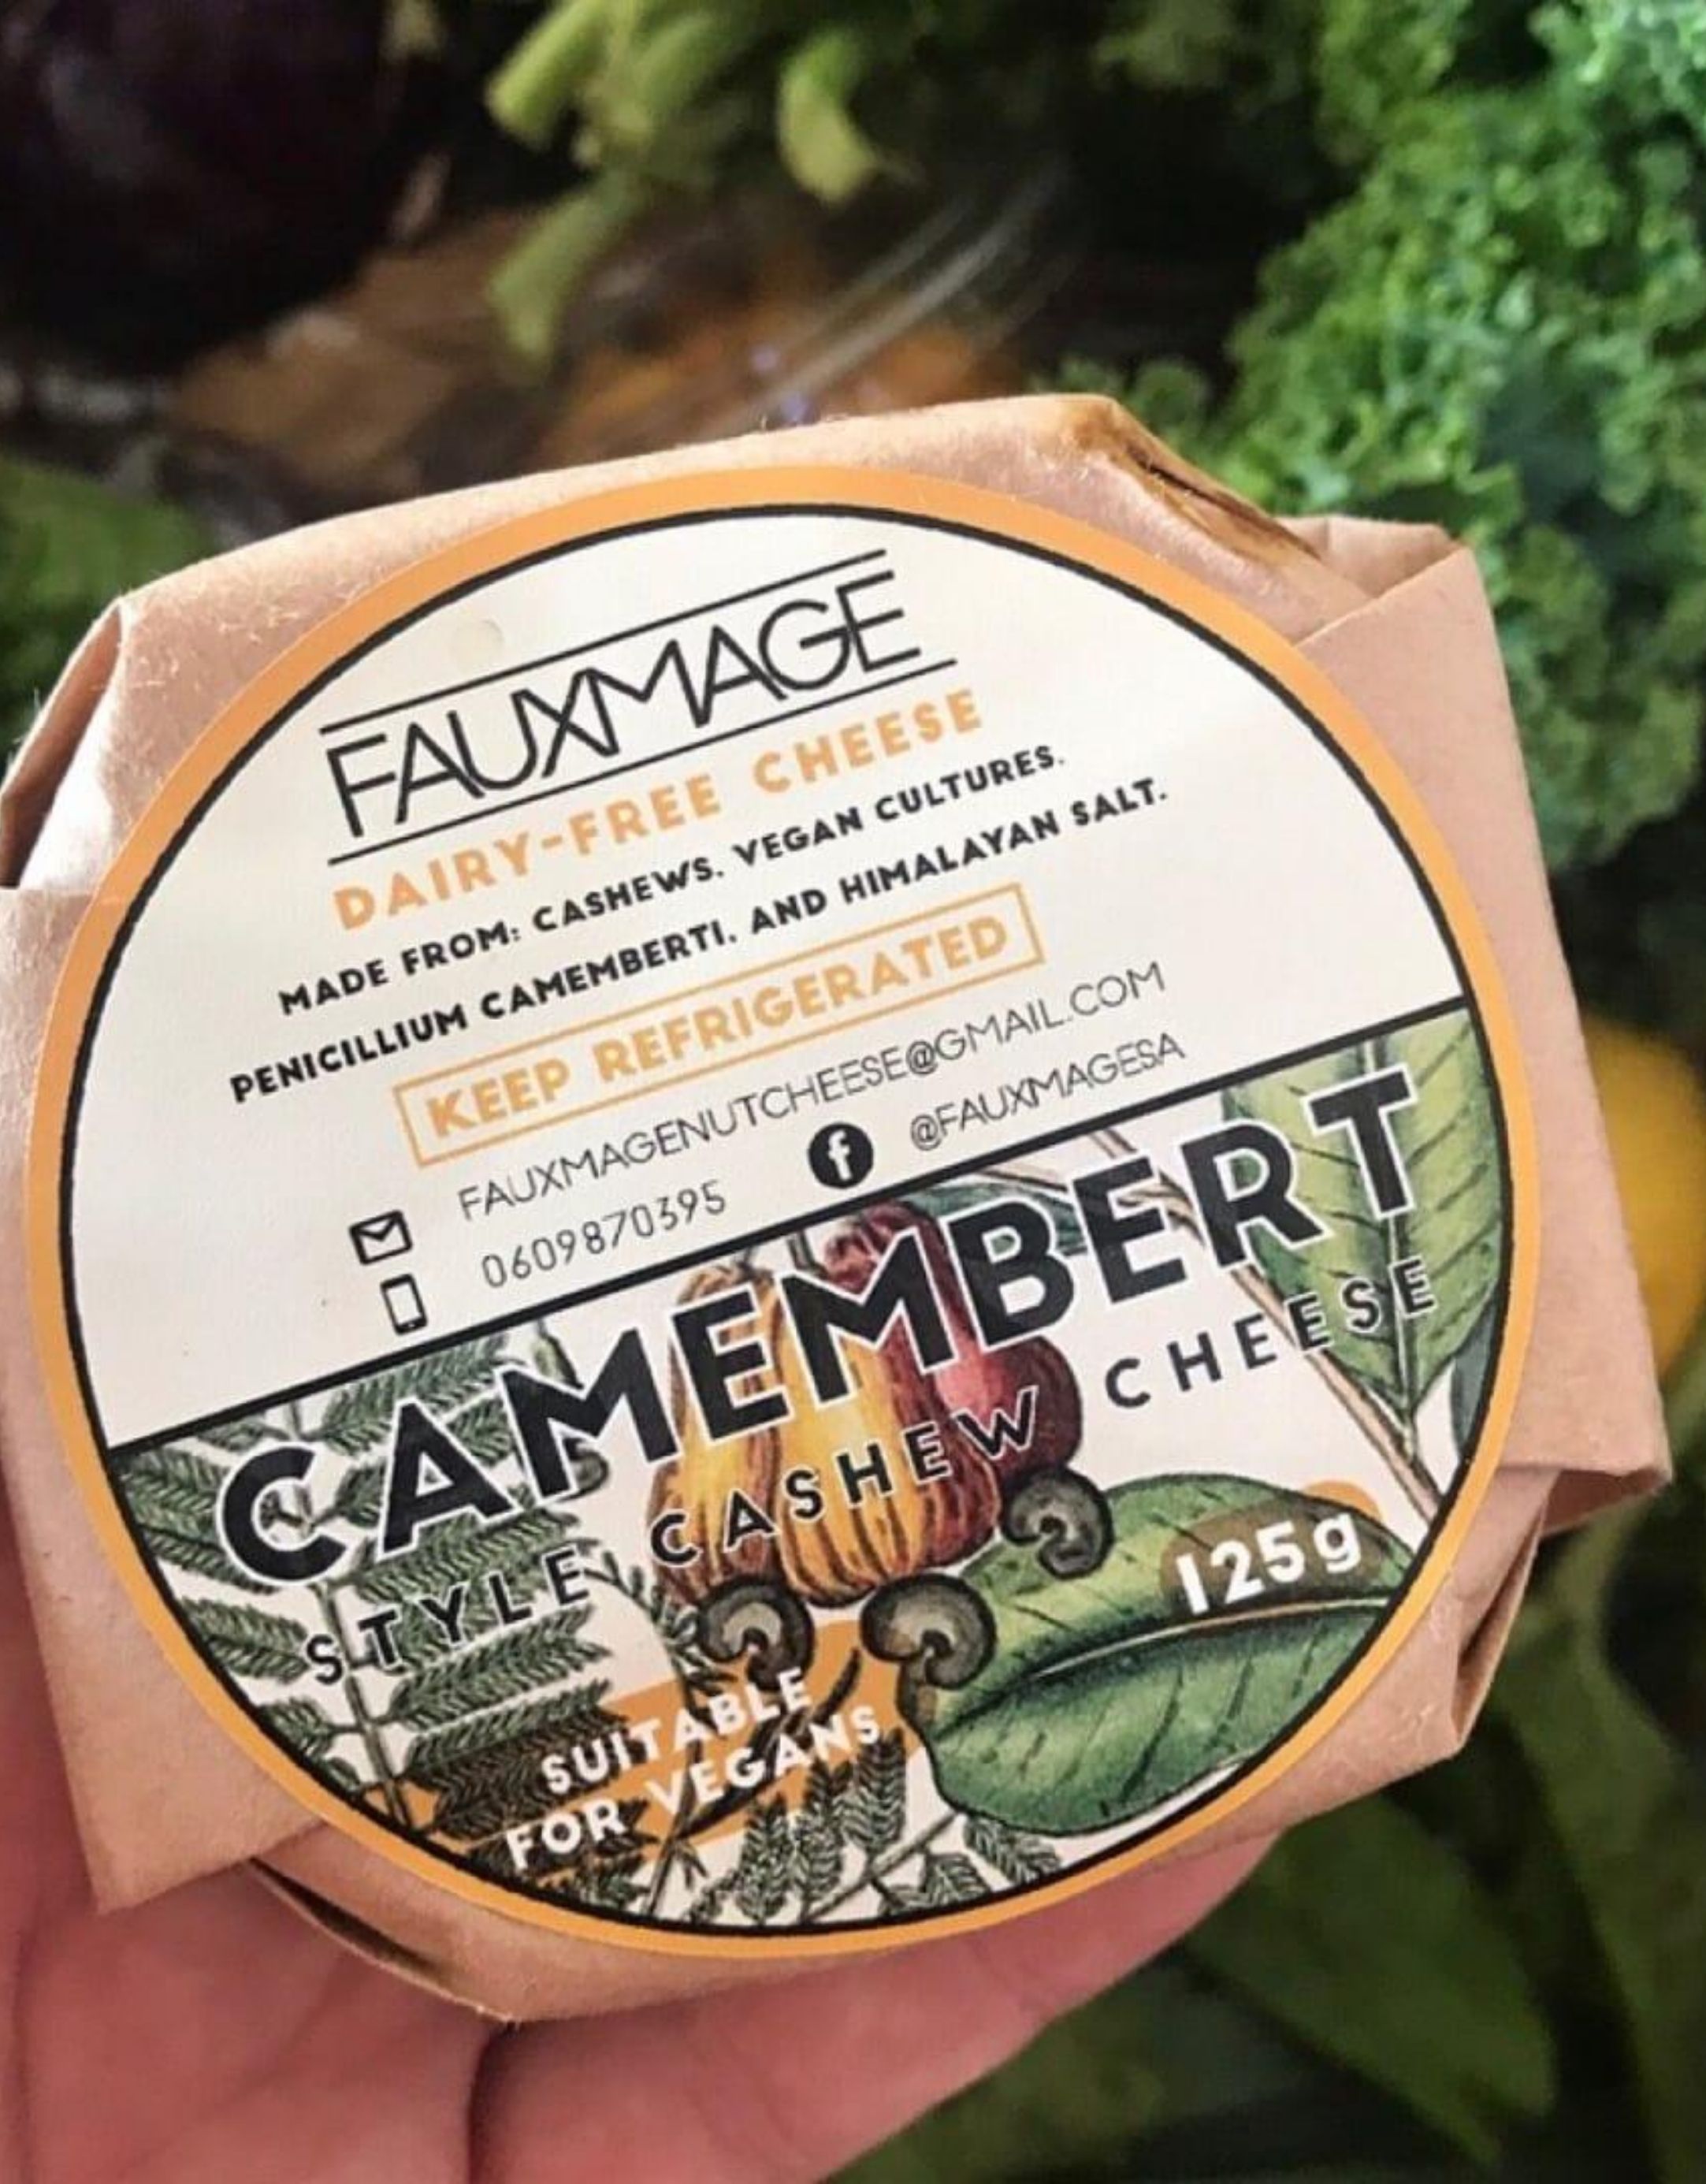 FAUXMAGE
DAIRY-FREE CHEESE
MADE FROM: CASHEWS, VEGAN CULTURES,
PENICILLIUM CAMEMBERTI, AND HIMALAYAN SALT.
KEEP REFRIGERATED
FAUXMAGENUTCHEESE@GMAIL.COM
0609870395
@FAUXMAGESA
CAMEMBERT
STYLE CASHEW CHEESE
125g
SUITABLE
FOR VEGANS